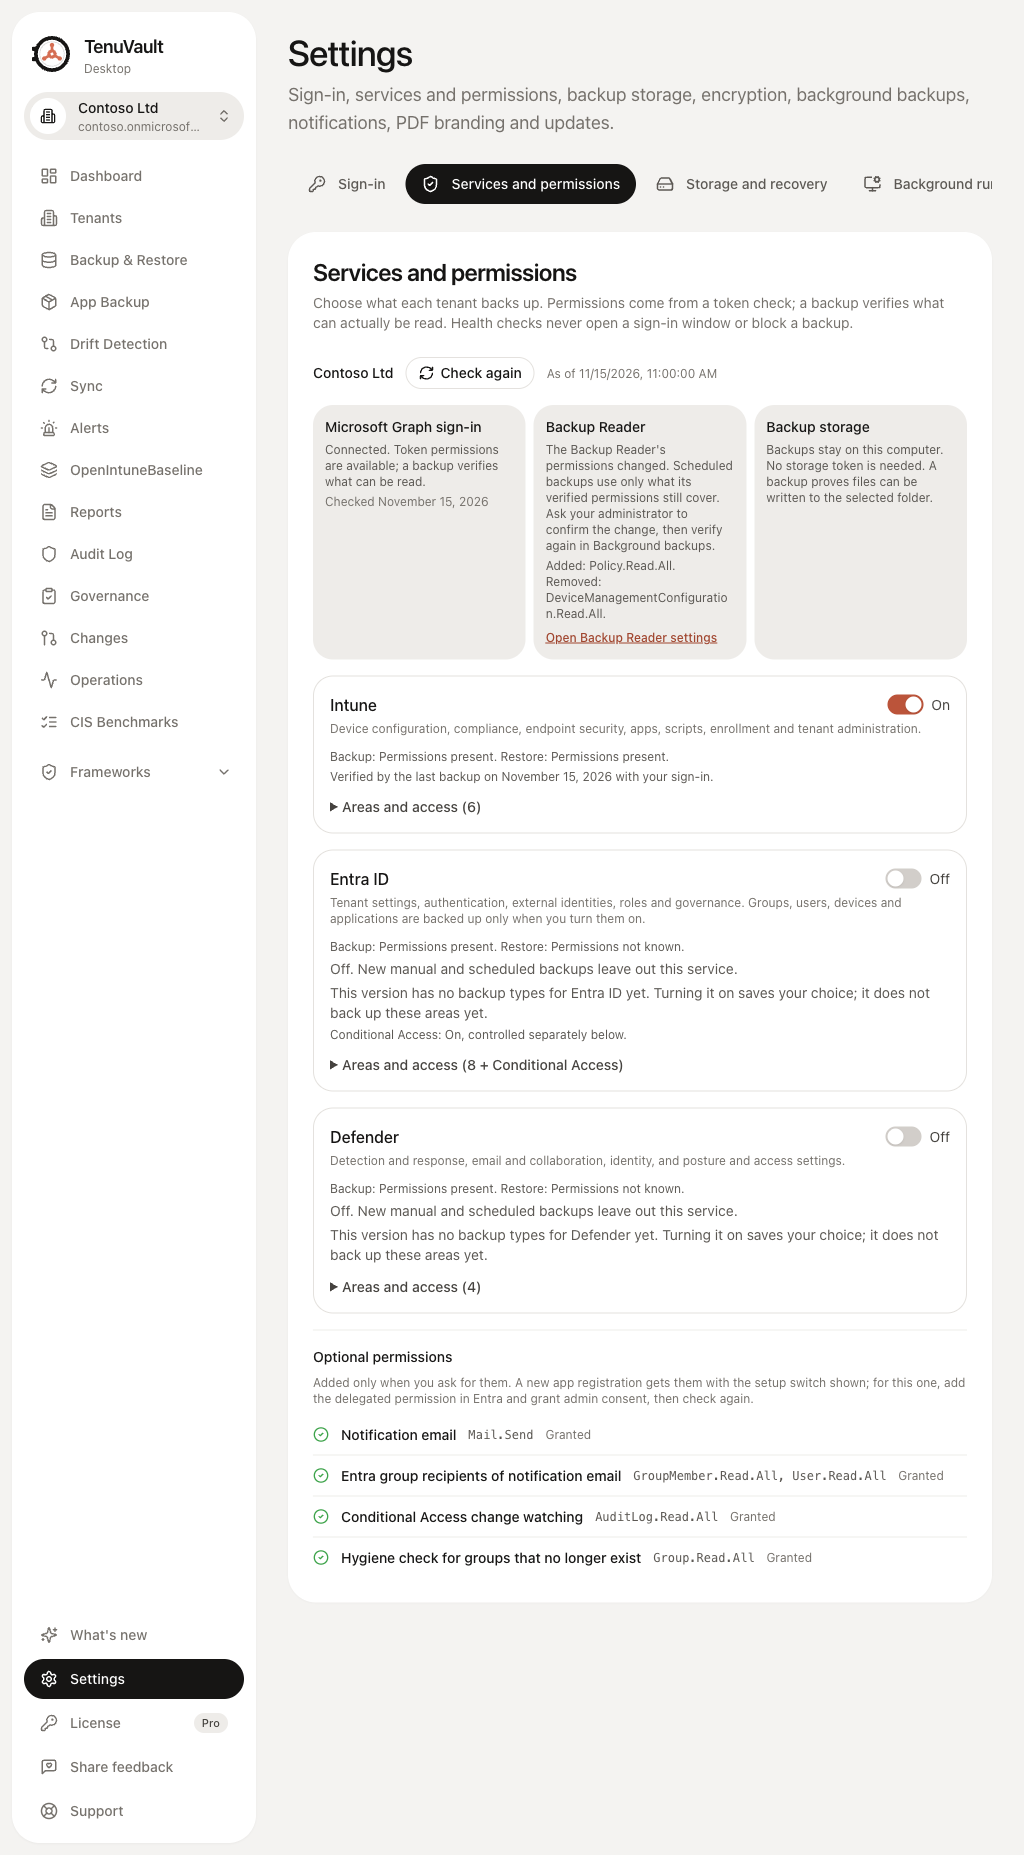 TenuVault
Desktop
Contoso Ltd
contoso.onmicrosof...
Dashboard
Tenants
Backup & Restore
App Backup
Drift Detection
Sync
Alerts
OpenIntuneBaseline
Reports
Audit Log
Governance
Changes
Operations
CIS Benchmarks
Frameworks
What's new
Settings
License
Pro
Share feedback
Support
Settings
Sign-in, services and permissions, backup storage, encryption, background backups,
notifications, PDF branding and updates.
Sign-in
Services and permissions
Storage and recovery
Background ru
Services and permissions
Choose what each tenant backs up. Permissions come from a token check; a backup verifies what
can actually be read. Health checks never open a sign-in window or block a backup.
Contoso Ltd
Check again
As of 11/15/2026, 11:00:00 AM
Microsoft Graph sign-in
Connected. Token permissions
are available; a backup verifies
what can be read.
Checked November 15, 2026
Backup Reader
The Backup Reader's
permissions changed. Scheduled
backups use only what its
verified permissions still cover.
Ask your administrator to
confirm the change, then verify
again in Background backups.
Added: Policy.Read.All.
Removed:
DeviceManagementConfiguratio
n.Read.All.
Open Backup Reader settings
Backup storage
Backups stay on this computer.
No storage token is needed. A
backup proves files can be
written to the selected folder.
Intune
On
Device configuration, compliance, endpoint security, apps, scripts, enrollment and tenant administration.
Backup: Permissions present. Restore: Permissions present.
Verified by the last backup on November 15, 2026 with your sign-in.
Areas and access (6)
Entra ID
Off
Tenant settings, authentication, external identities, roles and governance. Groups, users, devices and
applications are backed up only when you turn them on.
Backup: Permissions present. Restore: Permissions not known.
Off. New manual and scheduled backups leave out this service.
This version has no backup types for Entra ID yet. Turning it on saves your choice; it does not
back up these areas yet.
Conditional Access: On, controlled separately below.
Areas and access (8 + Conditional Access)
Defender
Off
Detection and response, email and collaboration, identity, and posture and access settings.
Backup: Permissions present. Restore: Permissions not known.
Off. New manual and scheduled backups leave out this service.
This version has no backup types for Defender yet. Turning it on saves your choice; it does not
back up these areas yet.
Areas and access (4)
Optional permissions
Added only when you ask for them. A new app registration gets them with the setup switch shown; for this one, add
the delegated permission in Entra and grant admin consent, then check again.
Notification email Mail.Send Granted
Entra group recipients of notification email GroupMember.Read.All, User.Read.All Granted
Conditional Access change watching AuditLog.Read.All Granted
Hygiene check for groups that no longer exist Group.Read.All Granted